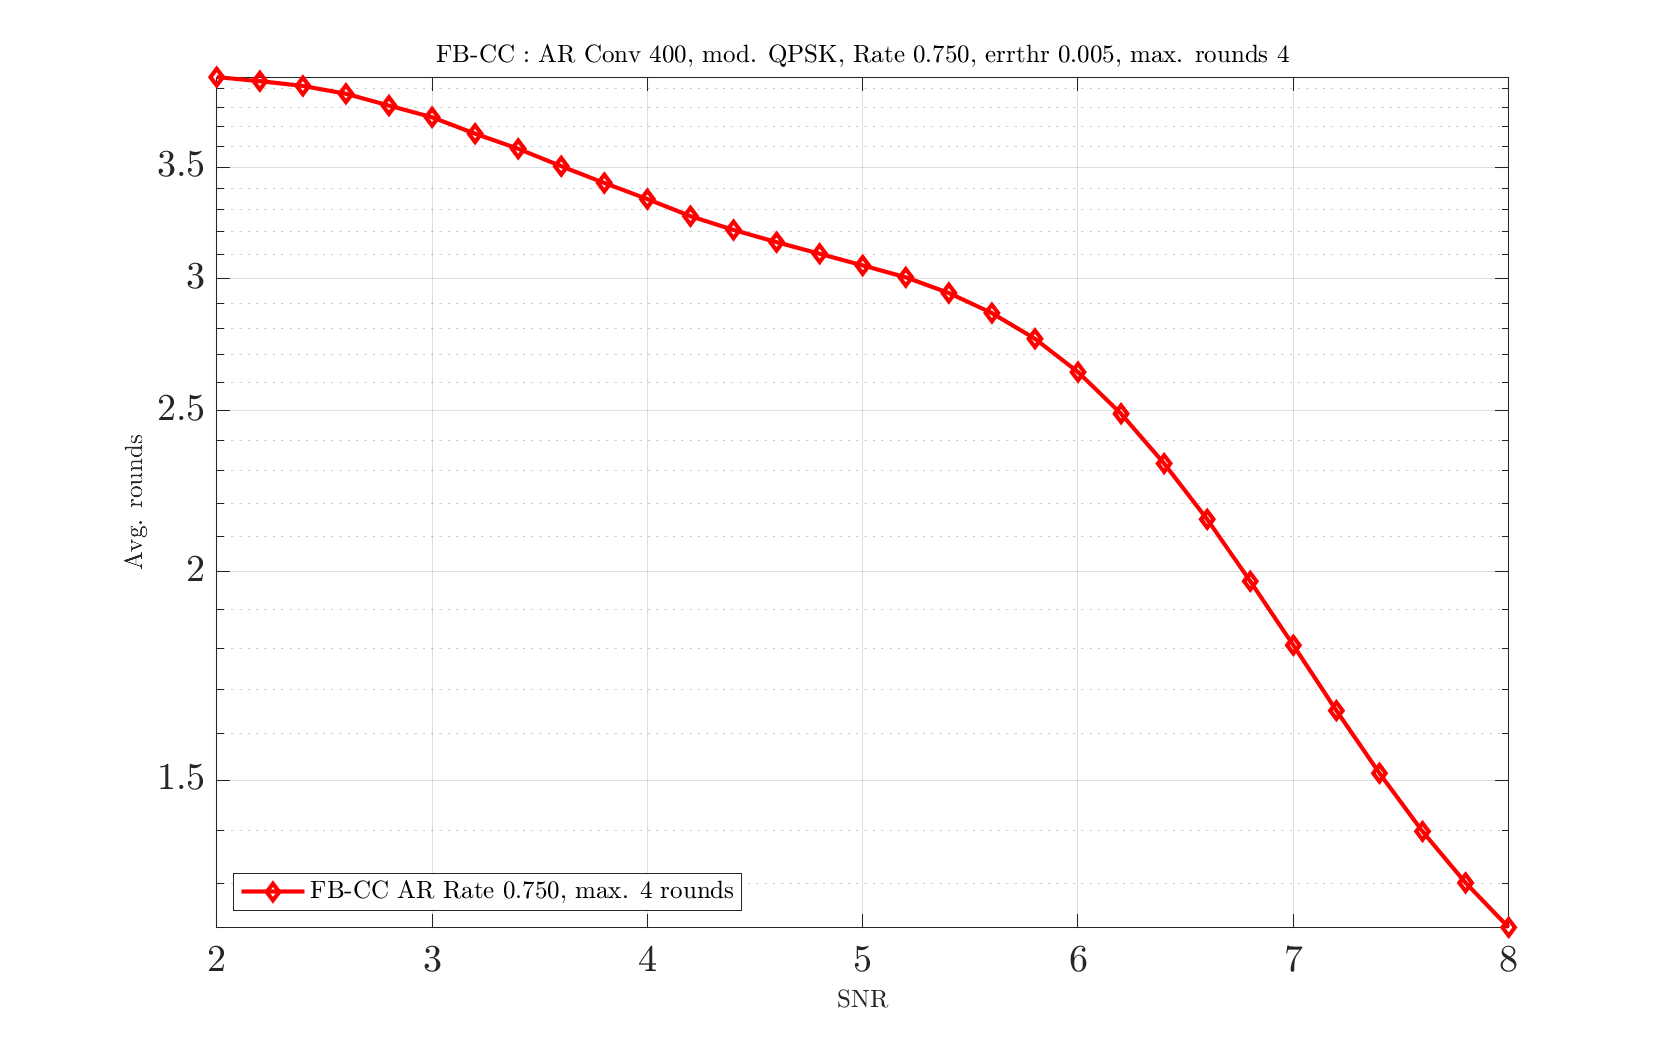 FB-CC : AR Conv 400, mod. QPSK, Rate 0.750, errthr 0.005, max. rounds 4
3.5
3
2.5
2
1.5
Avg. rounds
FB-CC AR Rate 0.750, max. 4 rounds
2 3 4 5 6 7 8
SNR